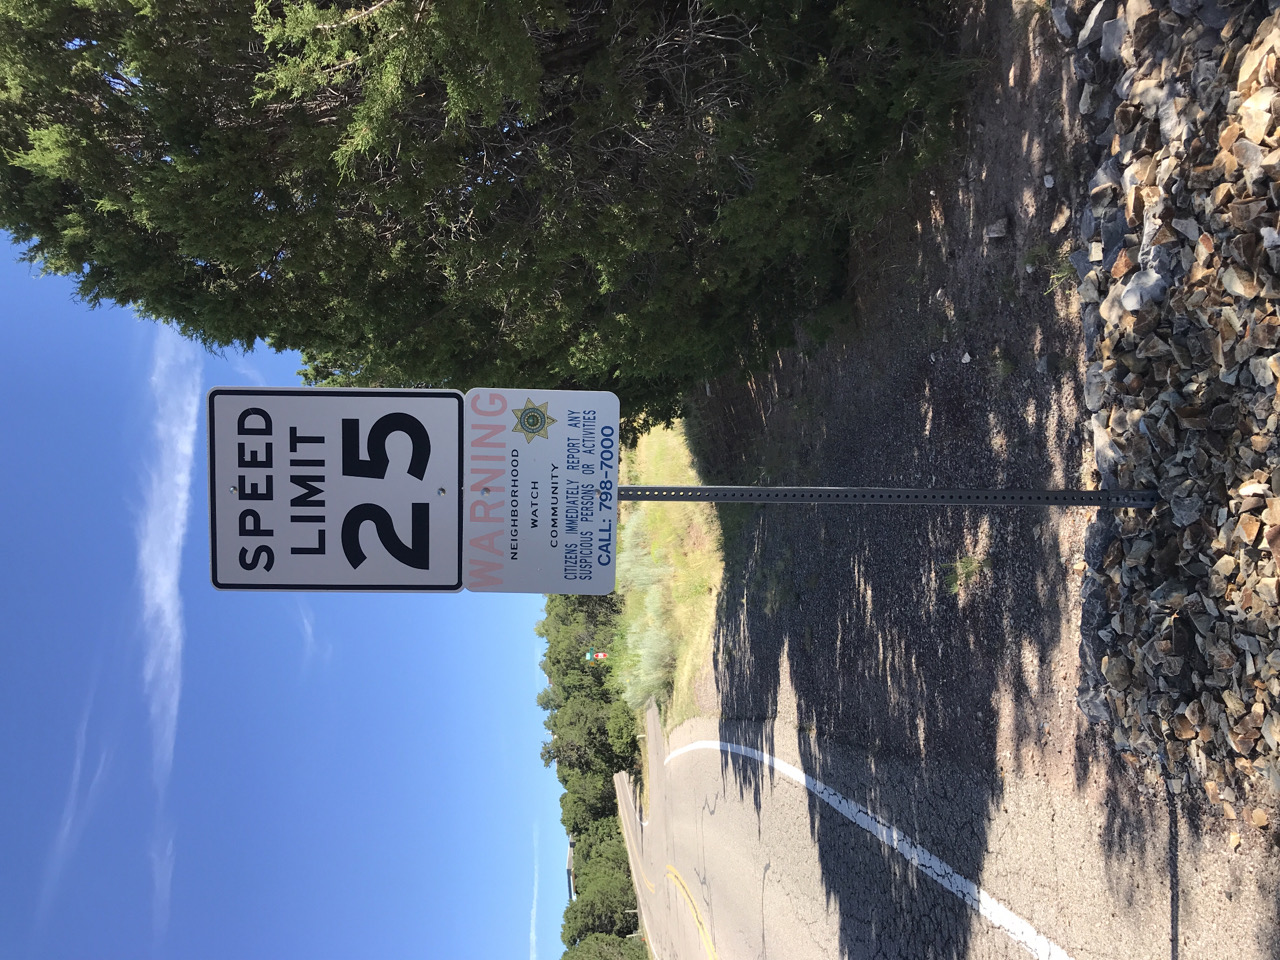 SPEED
LIMIT
25
WARNING
NEIGHBORHOOD
WATCH
COMMUNITY
CITIZENS IMMEDIATELY REPORT ANY
SUSPICIOUS PERSONS OR ACTIVITIES
CALL: 798-7000